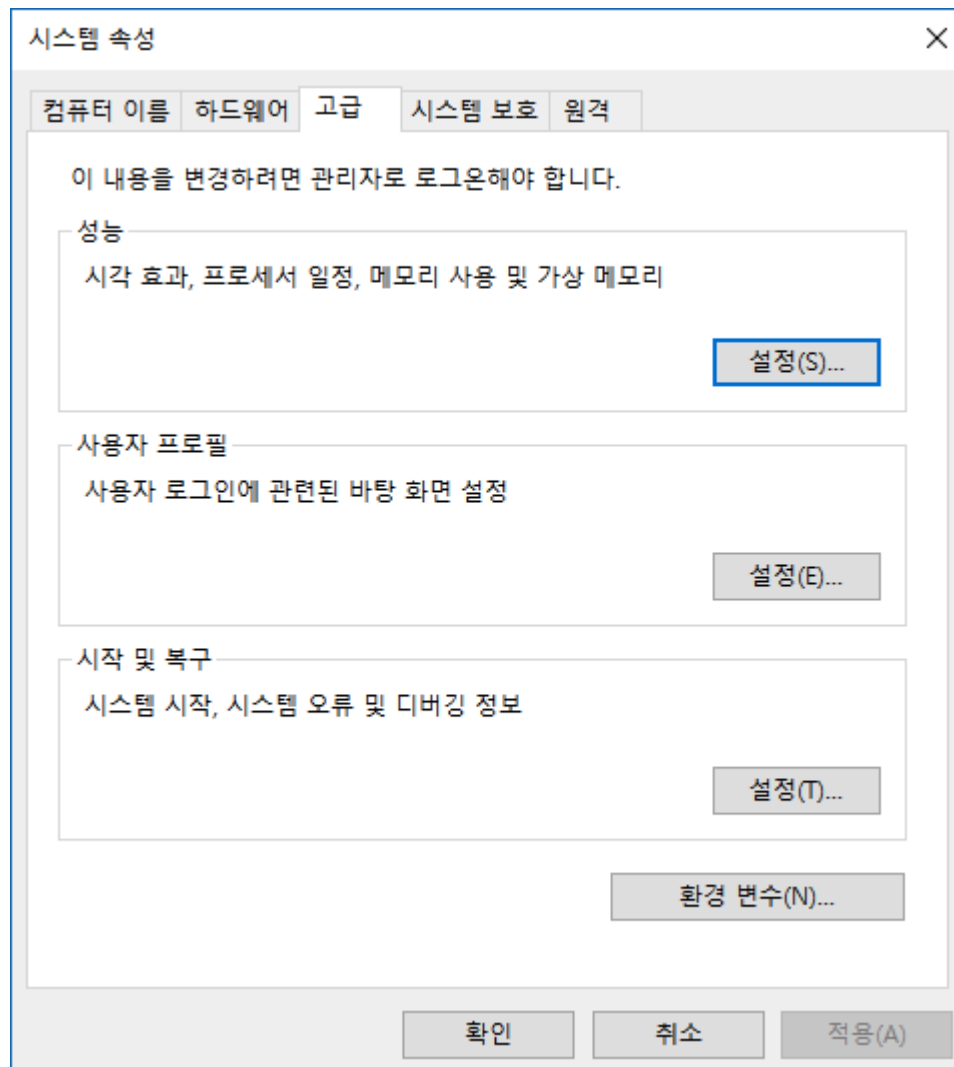 시스템 속성
컴퓨터 이름 하드웨어 고급 시스템 보호 원격
이 내용을 변경하려면 관리자로 로그온해야 합니다.
성능
시각 효과, 프로세서 일정, 메모리 사용 및 가상 메모리
설정(S)...
사용자 프로필
사용자 로그인에 관련된 바탕 화면 설정
설정(E)...
시작 및 복구
시스템 시작, 시스템 오류 및 디버깅 정보
설정(T)...
환경 변수(N)...
확인 취소 적용(A)